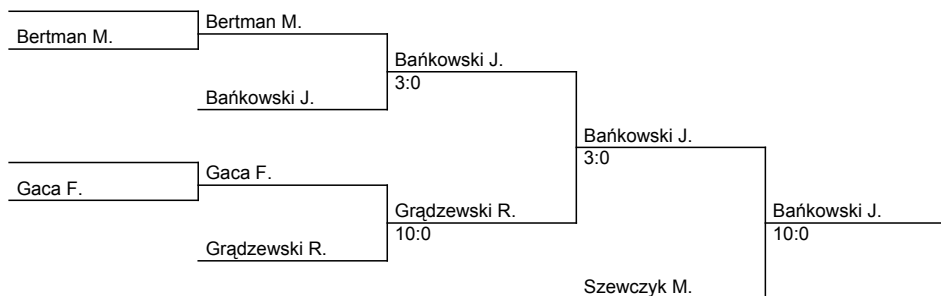 Bertman M.
Bertman M.
Bańkowski J.
3:0
Bańkowski J.
Bańkowski J.
3:0
Gaca F.
Gaca F.
Grądzewski R.
10:0
Bańkowski J.
10:0
Grądzewski R.
Szewczyk M.